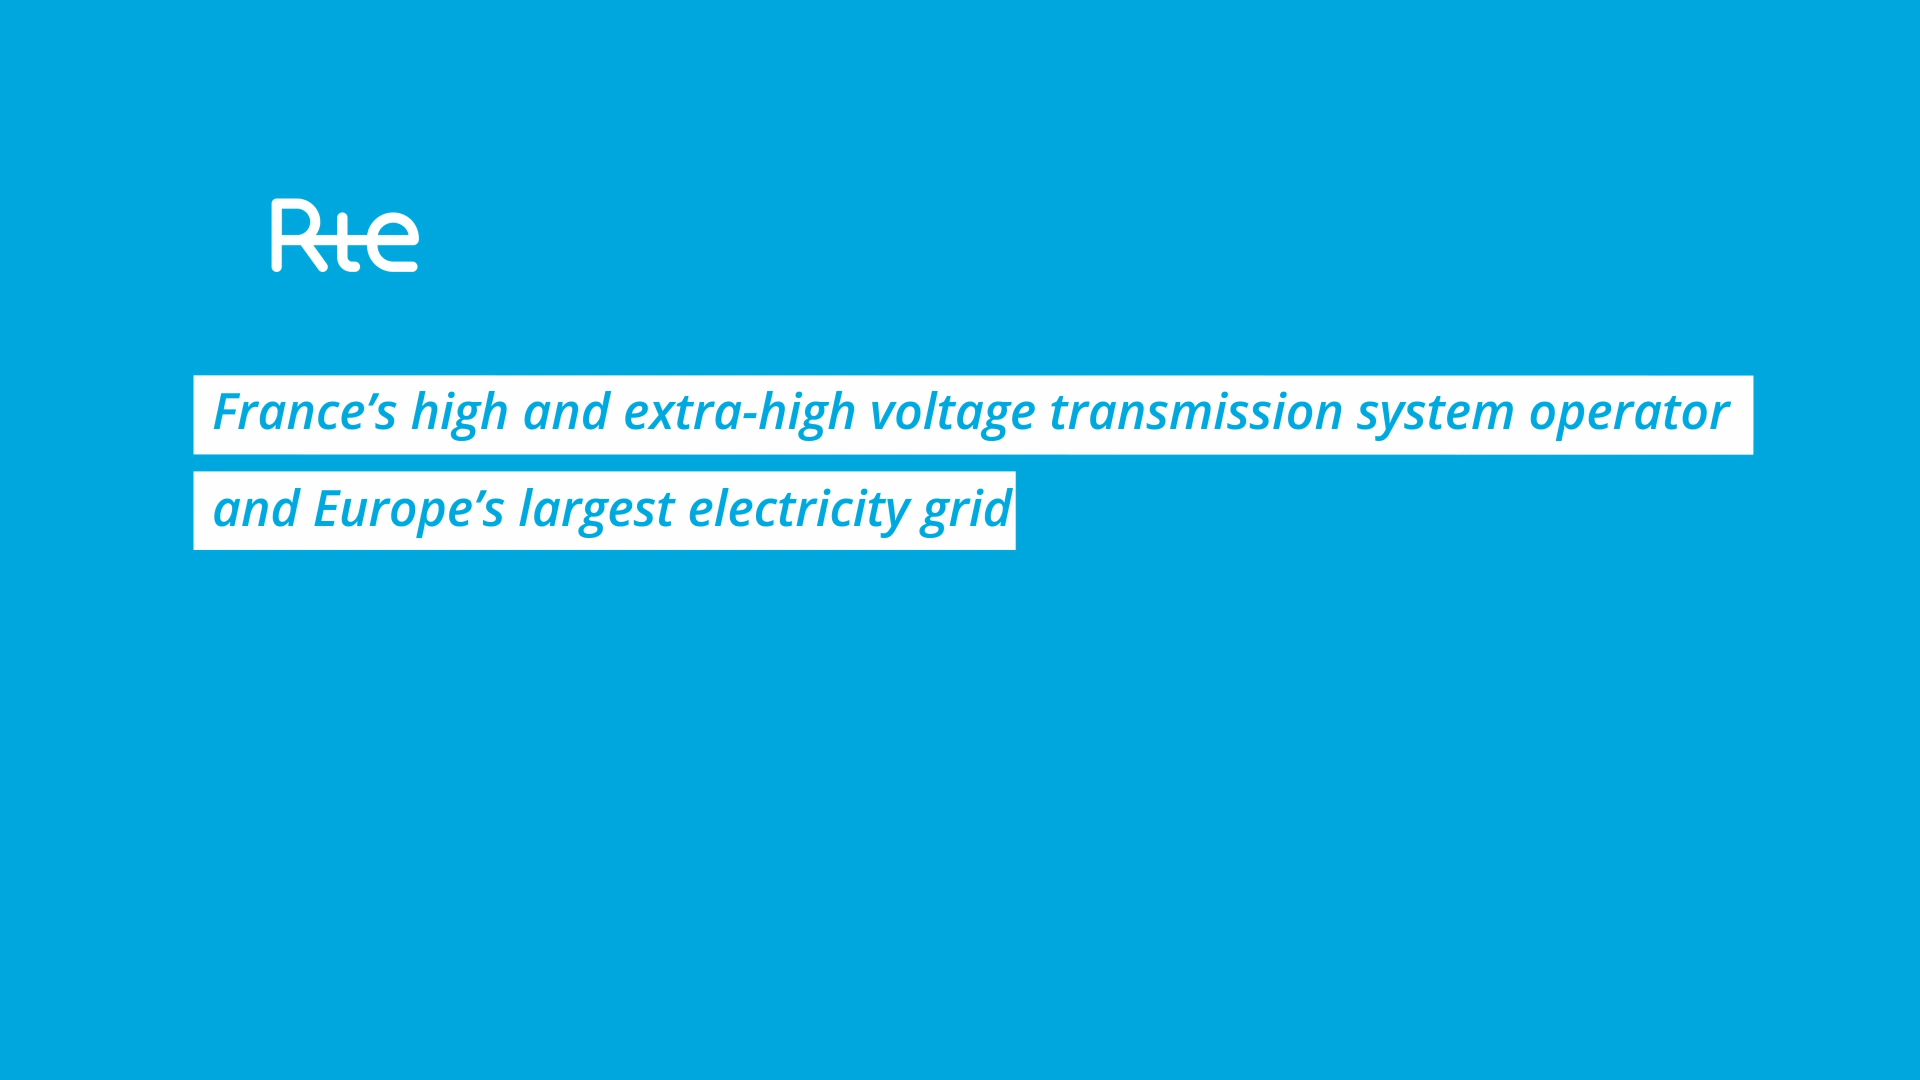 Rte
France’s high and extra-high voltage transmission system operator
and Europe’s largest electricity grid